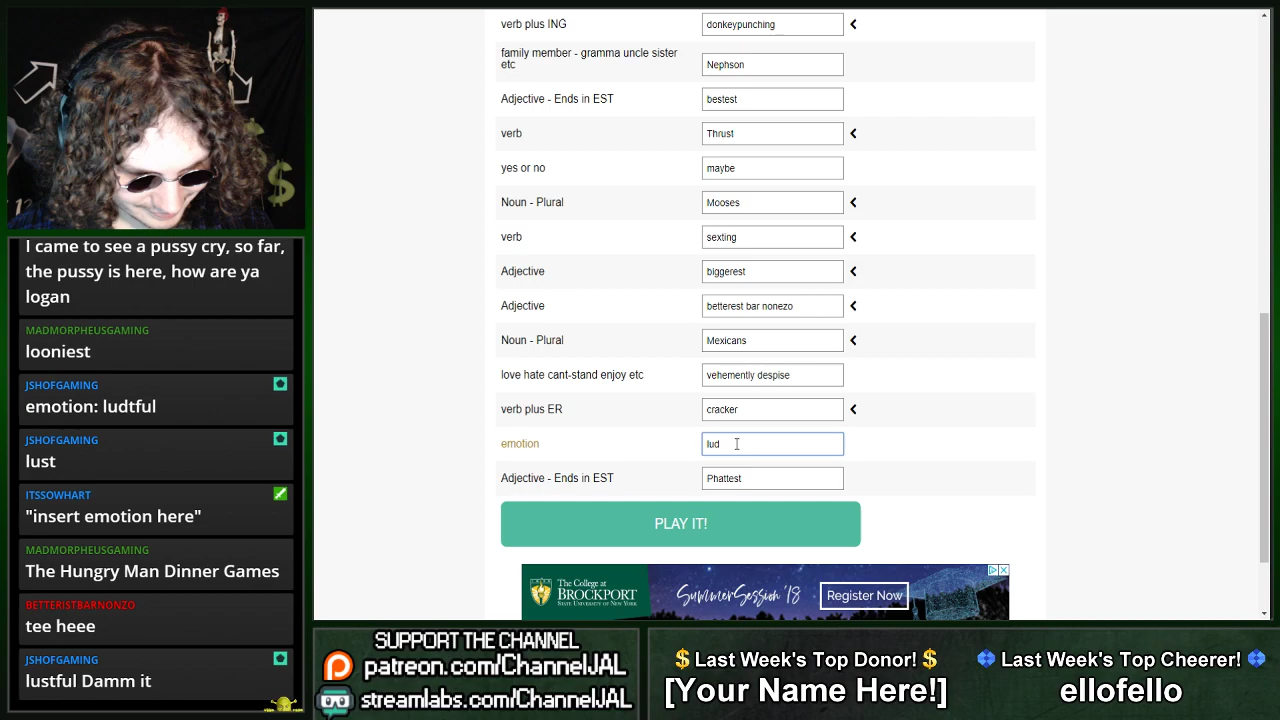 I came to see a pussy cry, so far,
the pussy is here, how are ya
logan
MADMORPHEUSGAMING
looniest
JSHOFGAMING
emotion: ludtful
JSHOFGAMING
lust
ITSSOWHART
"insert emotion here"
MADMORPHEUSGAMING
The Hungry Man Dinner Games
BETTERISTBARNONZO
tee heee
JSHOFGAMING
lustful Damm it
verb plus ING donkeypunching
family member - gramma uncle sister
etc Nephson
Adjective - Ends in EST bestest
verb Thrust
yes or no maybe
Noun - Plural Mooses
verb sexting
Adjective biggerest
Adjective betterest bar nonezo
Noun - Plural Mexicans
love hate cant-stand enjoy etc vehemently despise
verb plus ER cracker
emotion lud
Adjective - Ends in EST Phattest
PLAY IT!
The College at
BROCKPORT
STATE UNIVERSITY OF NEW YORK
SUMMER SESSION '18
Register Now
SUPPORT THE CHANNEL
patreon.com/ChannelJAL
streamlabs.com/ChannelJAL
$ Last Week's Top Donor! $
[Your Name Here!]
Last Week's Top Cheerer!
ellofello